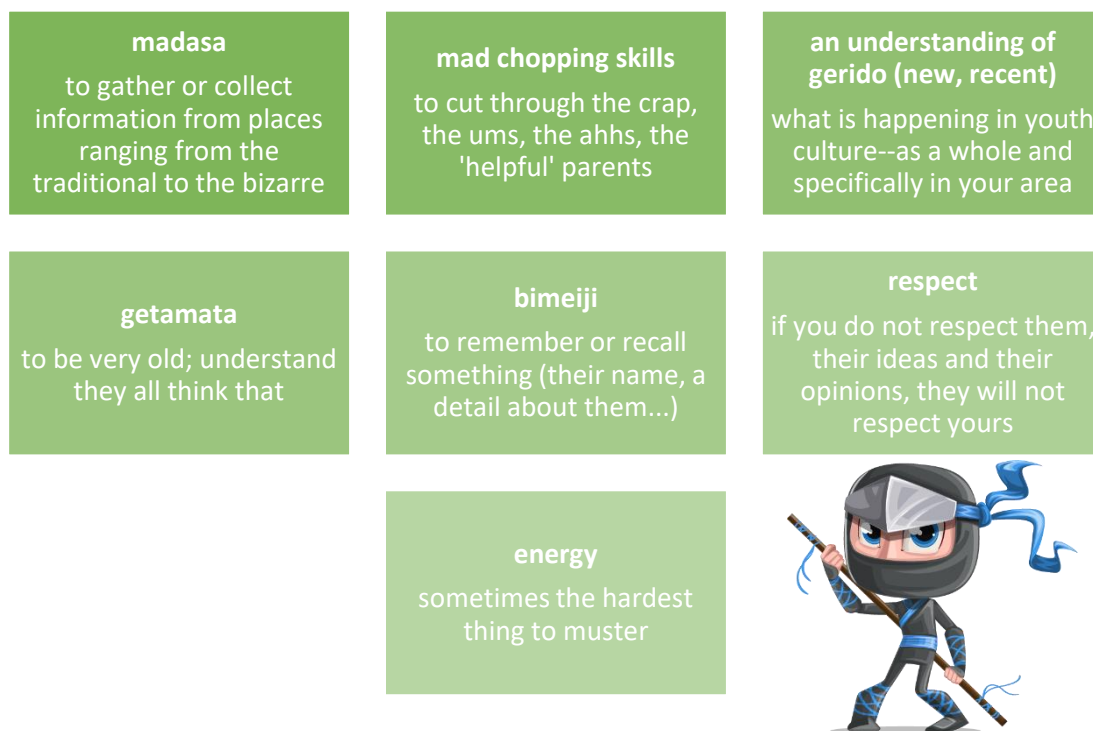 madasa
to gather or collect
information from places
ranging from the
traditional to the bizarre
mad chopping skills
to cut through the crap,
the ums, the ahhs, the
'helpful' parents
an understanding of
gerido (new, recent)
what is happening in youth
culture--as a whole and
specifically in your area
getamata
to be very old; understand
they all think that
bimeiji
to remember or recall
something (their name, a
detail about them...)
respect
if you do not respect them,
their ideas and their
opinions, they will not
respect yours
energy
sometimes the hardest
thing to muster